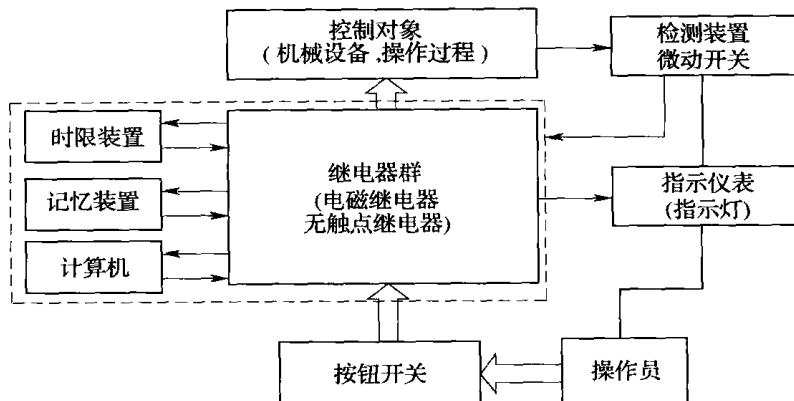 控制对象
(机械设备,操作过程)
检测装置
微动开关
时限装置
继电器群
(电磁继电器
无触点继电器)
记忆装置
指示仪表
(指示灯)
计算机
按钮开关
操作员